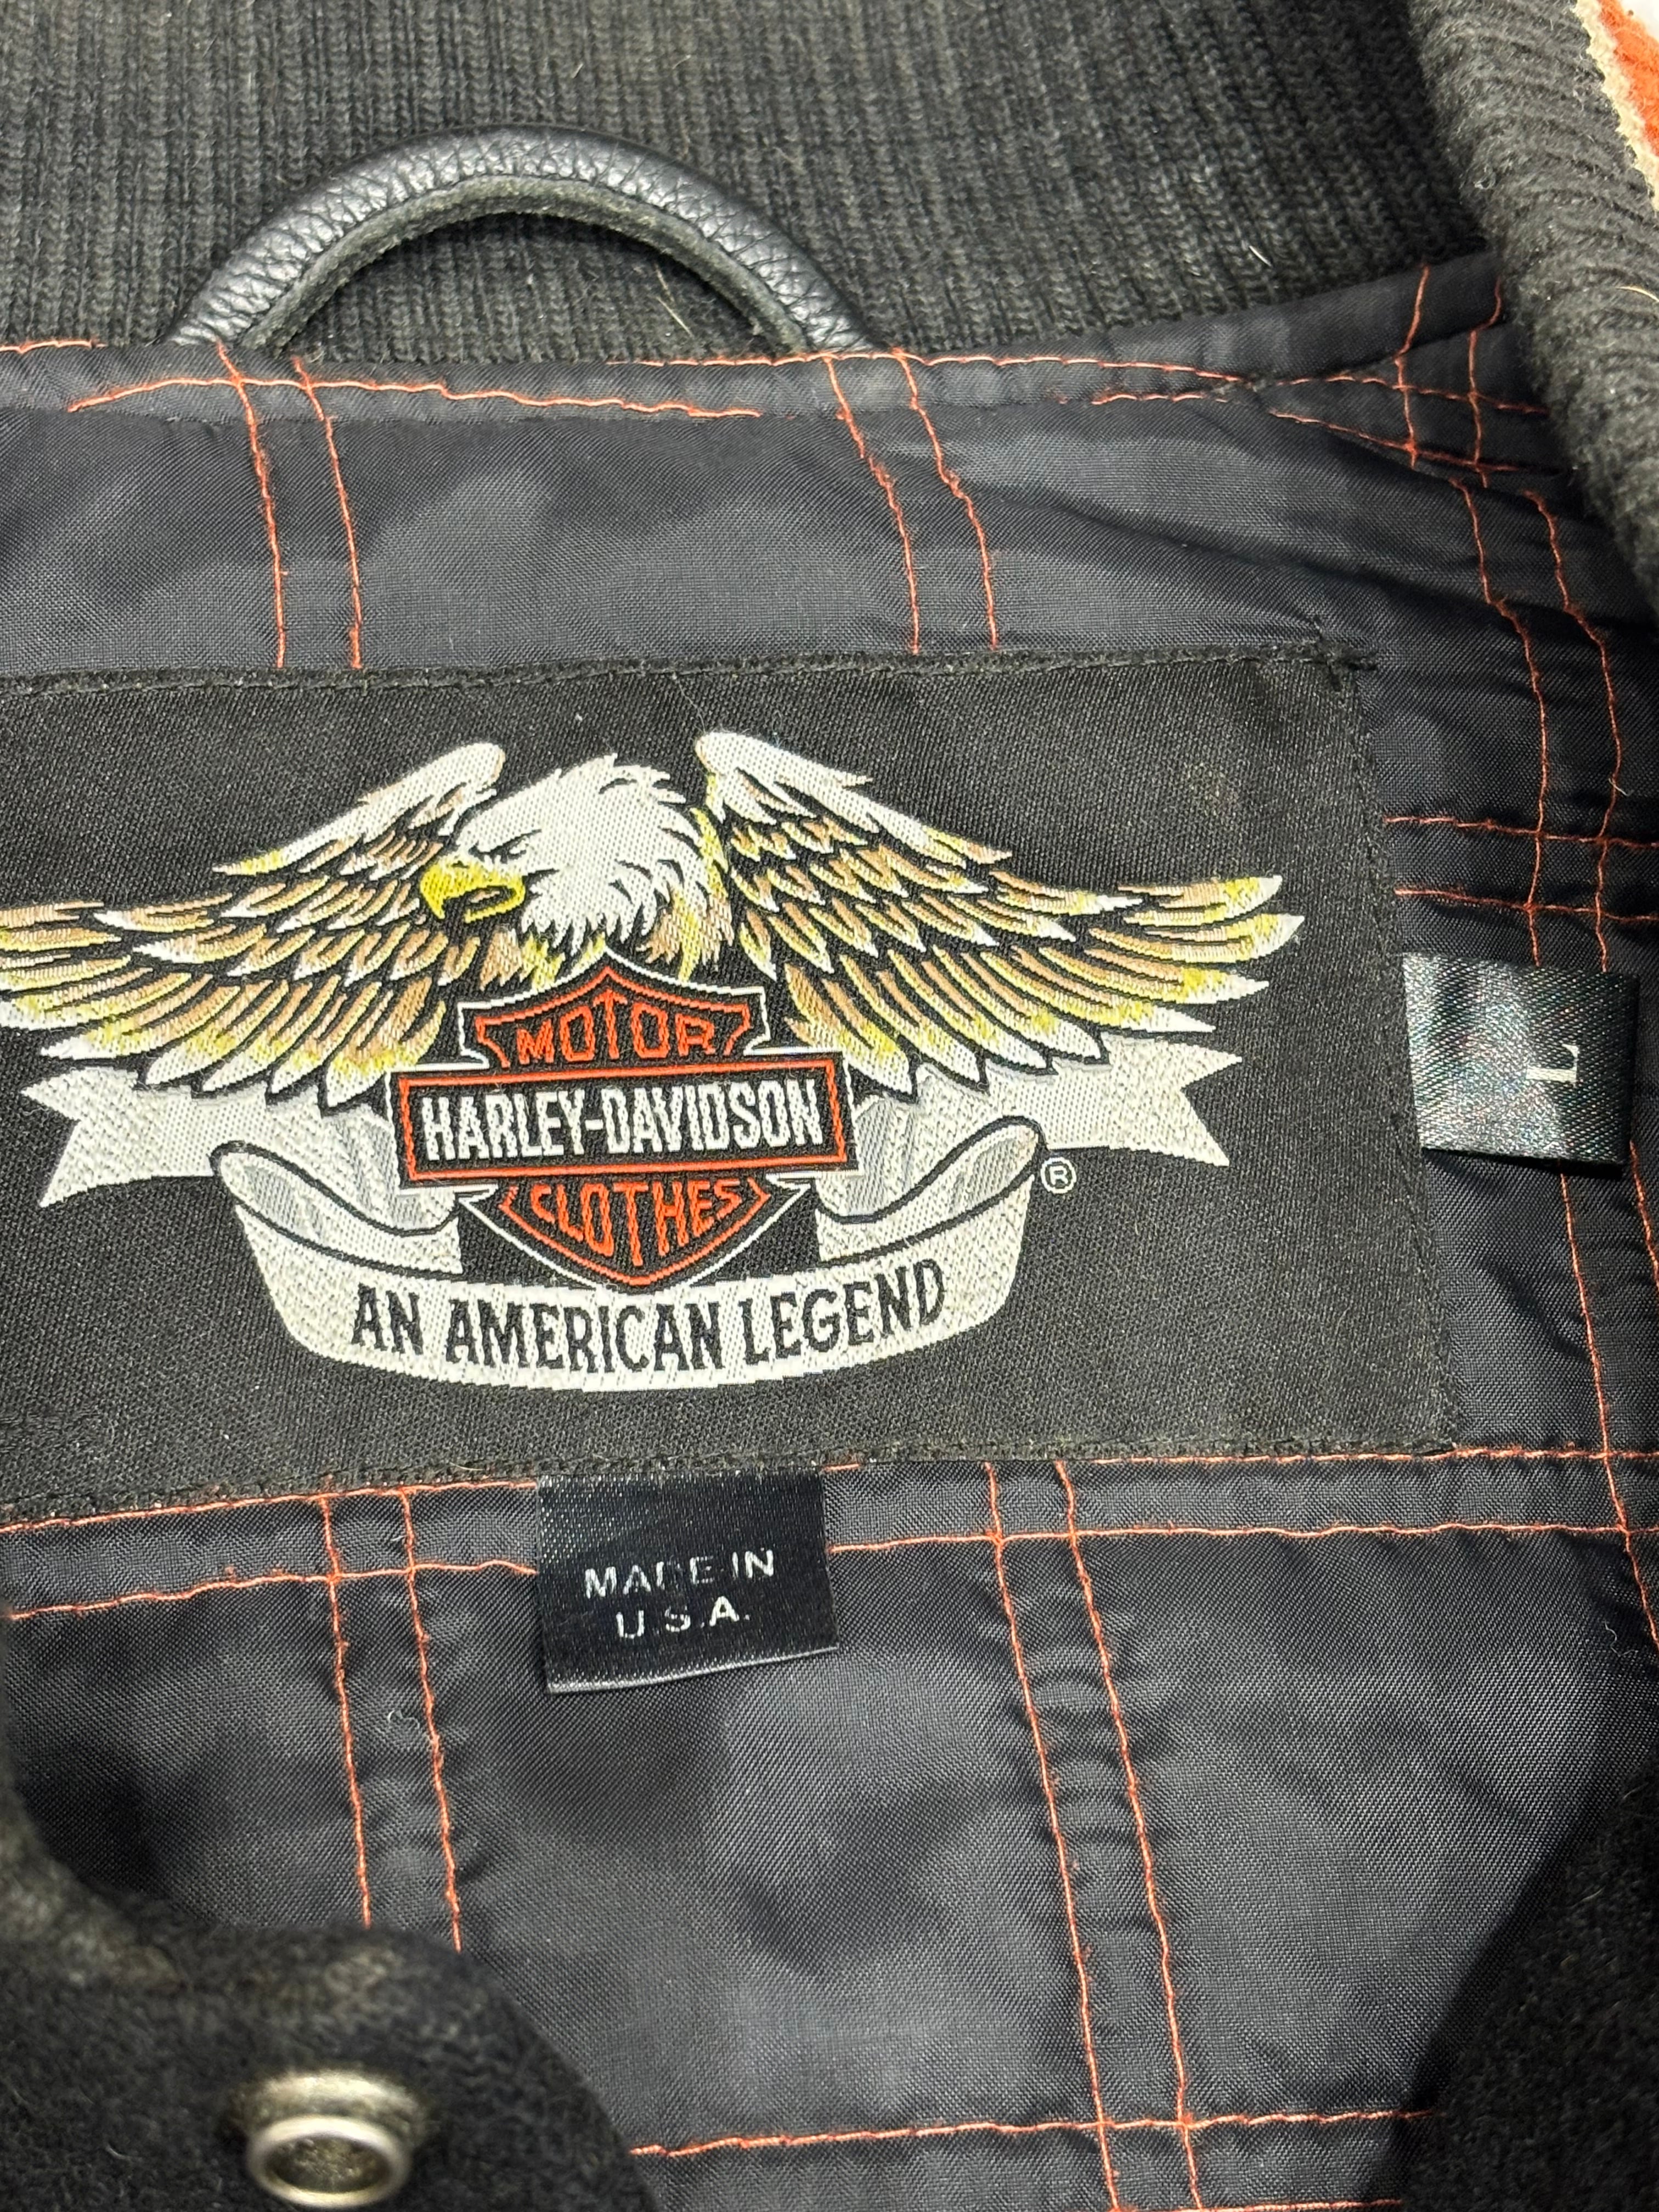 MOTOR
HARLEY-DAVIDSON
CLOTHES
®
AN AMERICAN LEGEND
L
MADE IN
U.S.A.